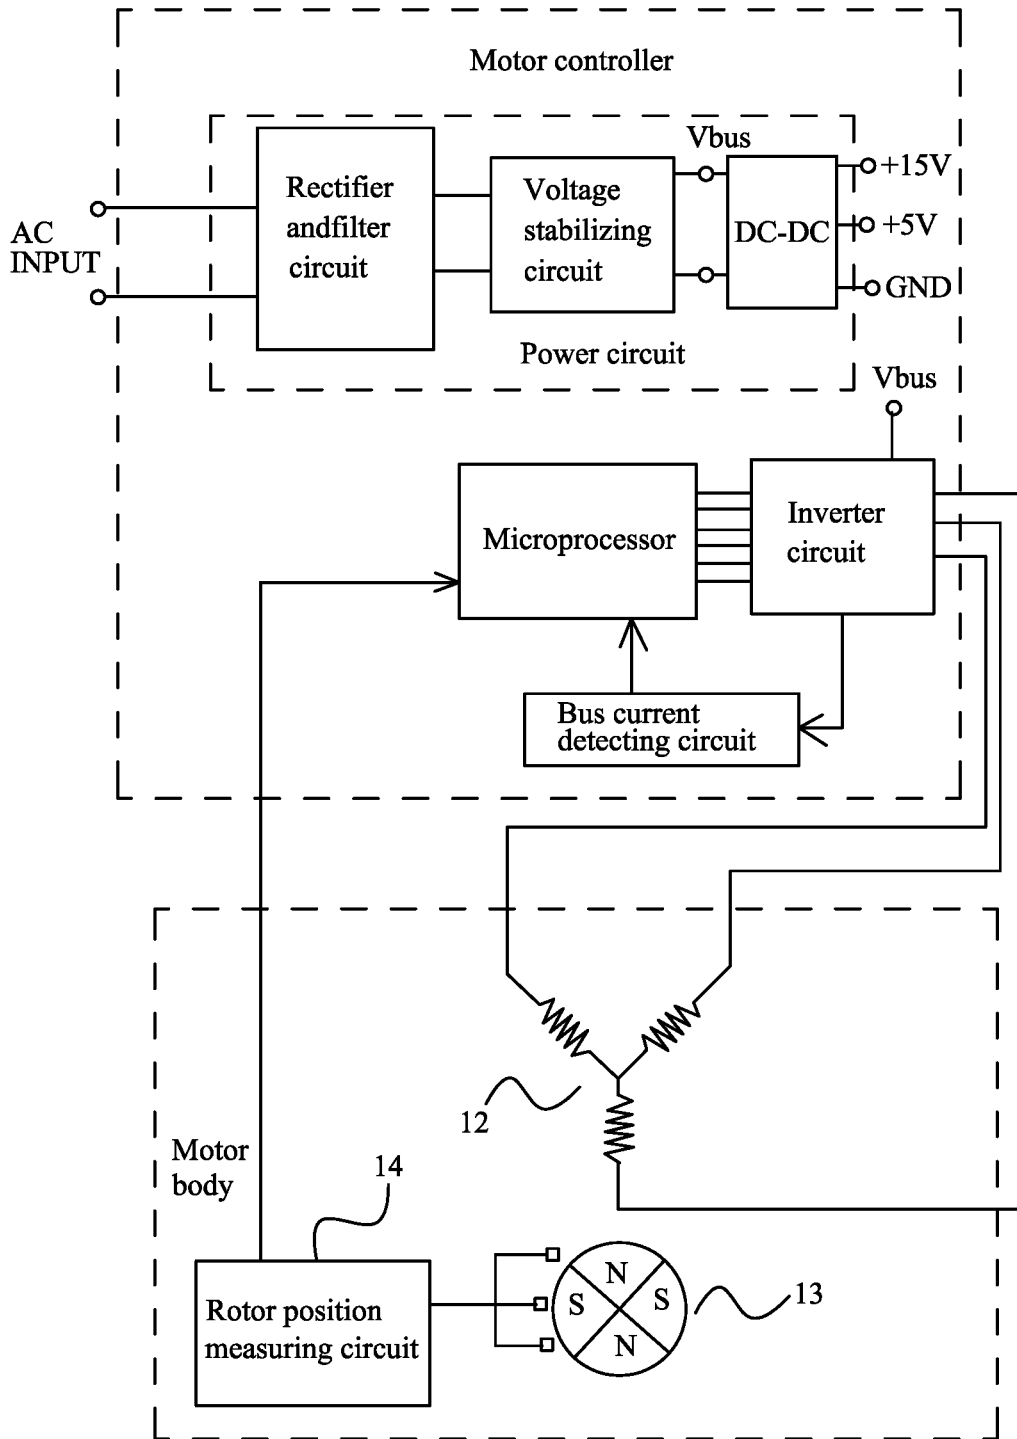 Motor controller
Vbus
+15V
Rectifier
andfilter
circuit
Voltage
stabilizing
circuit
DC-DC
+5V
AC
INPUT
GND
Power circuit
Vbus
Microprocessor
Inverter
circuit
Bus current
detecting circuit
12
Motor
body
14
N
S
S
N
13
Rotor position
measuring circuit